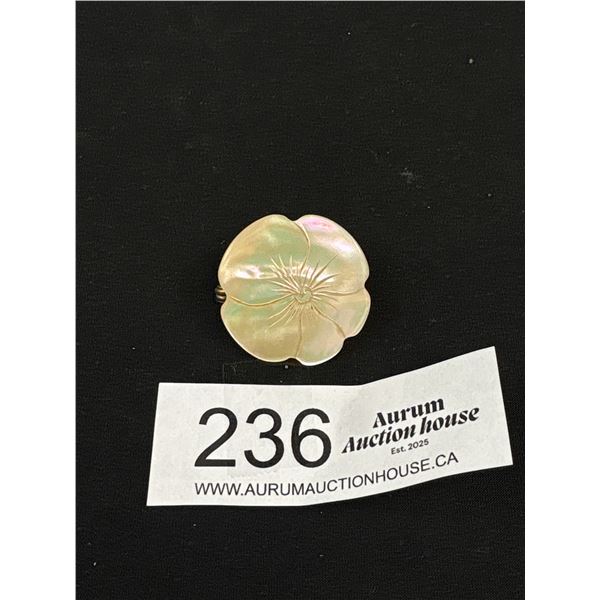 236
Aurum
Auction house
Est. 2025
WWW.AURUMAUCTIONHOUSE.CA